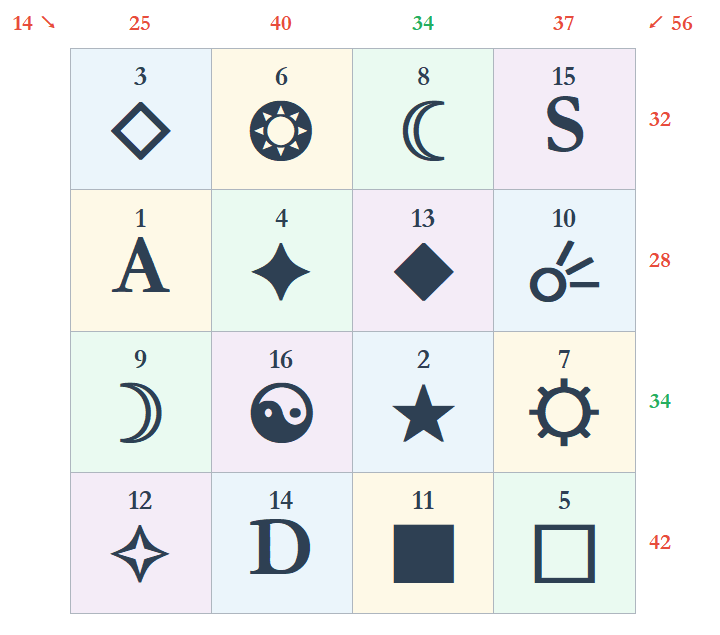 14 ↘ 25 40 34 37 ↙ 56
3 6 8 15 32
◇ ❂ ☾ S
1 4 13 10 28
A ✦ ◆ ☌
9 16 2 7 34
☽ ☯ ★ ☼
12 14 11 5 42
✧ D ■ □